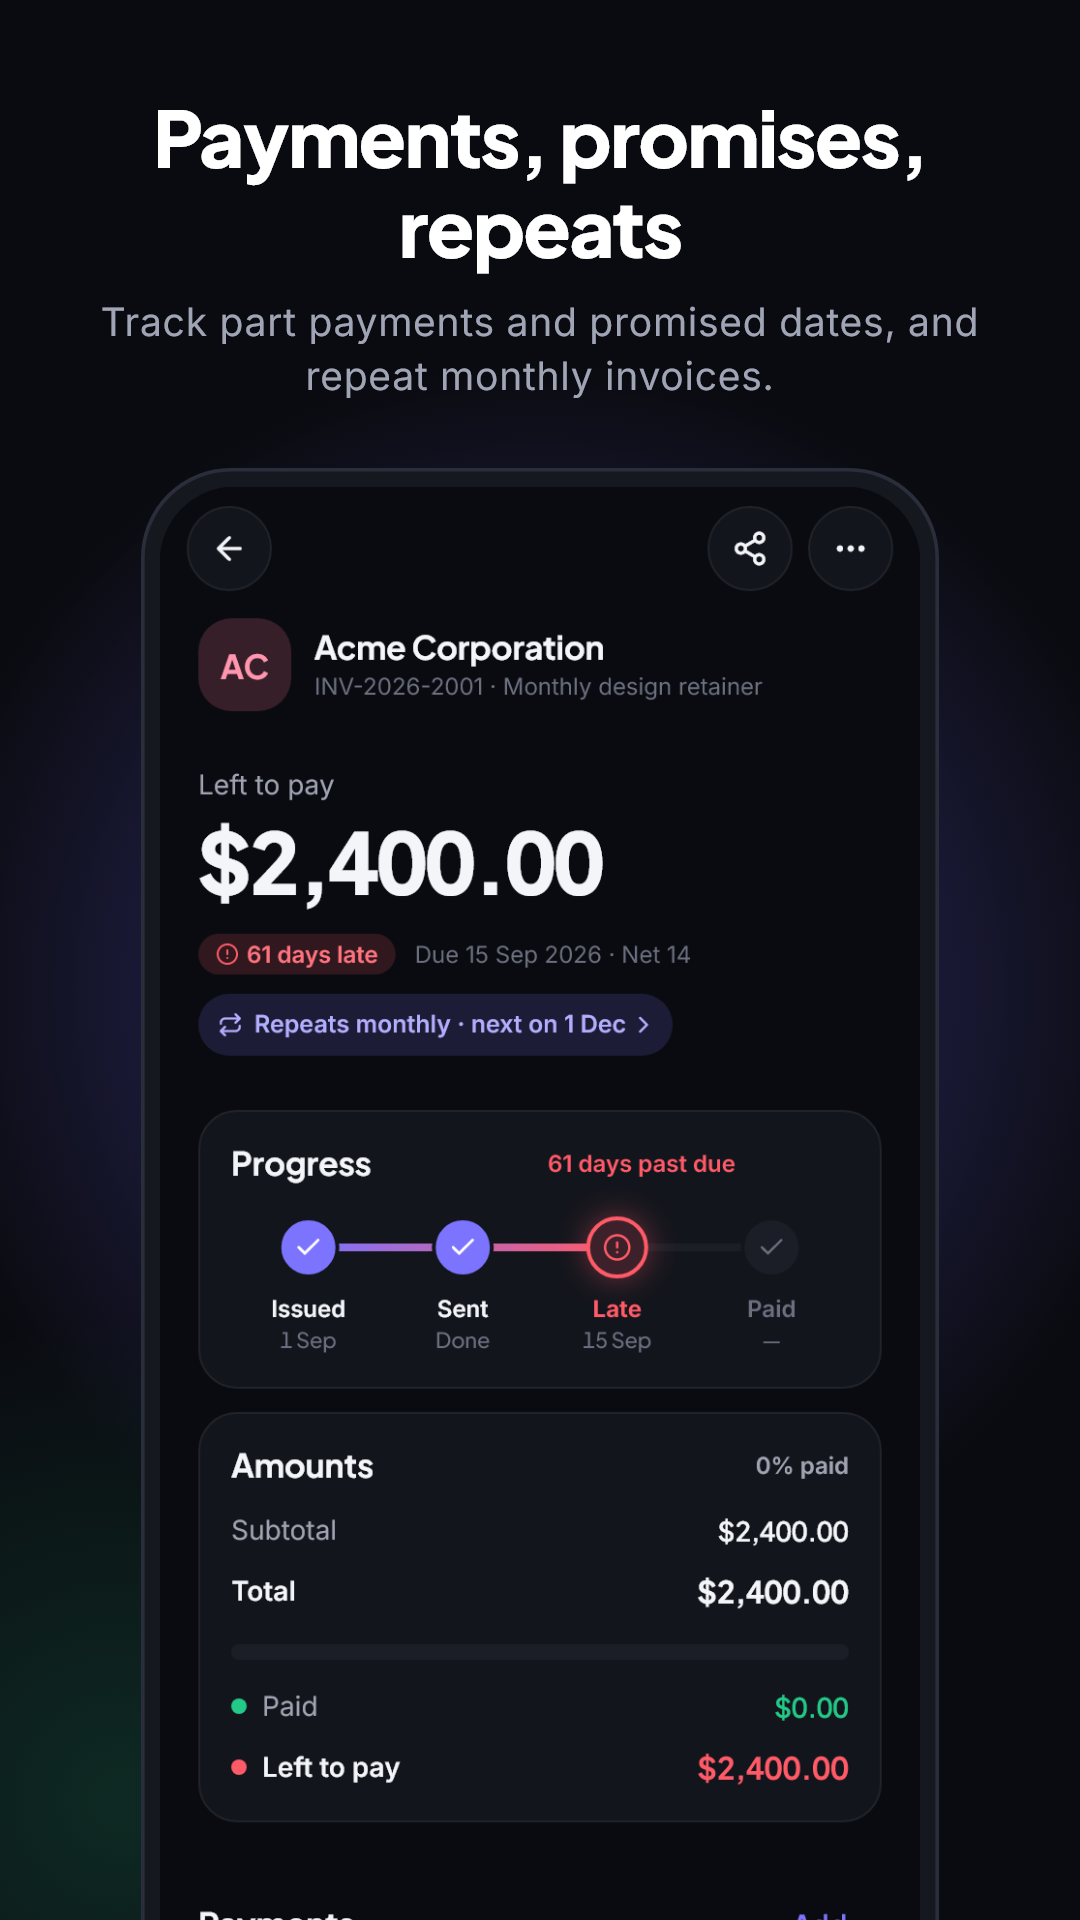 Payments, promises,
repeats
Track part payments and promised dates, and
repeat monthly invoices.
AC
Acme Corporation
INV-2026-2001 · Monthly design retainer
Left to pay
$2,400.00
61 days late
Due 15 Sep 2026 · Net 14
Repeats monthly · next on 1 Dec
Progress
61 days past due
Issued
Sent
Late
Paid
1 Sep
Done
15 Sep
—
Amounts
0% paid
Subtotal
$2,400.00
Total
$2,400.00
Paid
$0.00
Left to pay
$2,400.00
Payments
Add